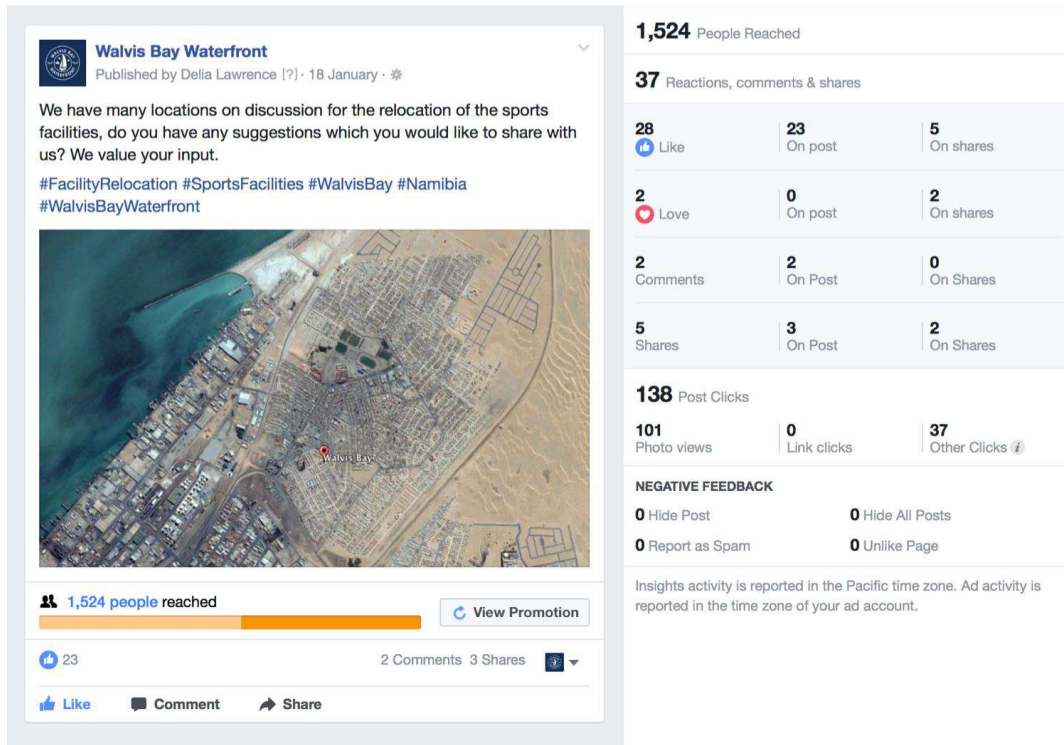 Walvis Bay Waterfront
Published by Delia Lawrence [?] · 18 January ·
We have many locations on discussion for the relocation of the sports
facilities, do you have any suggestions which you would like to share with
us? We value your input.
#FacilityRelocation #SportsFacilities #WalvisBay #Namibia
#WalvisBayWaterfront
Walvis Bay
1,524 people reached
View Promotion
23
2 Comments 3 Shares
Like Comment Share
1,524 People Reached
37 Reactions, comments & shares
28 23 5
Like On post On shares
2 0 2
Love On post On shares
2 2 0
Comments On Post On Shares
5 3 2
Shares On Post On Shares
138 Post Clicks
101 0 37
Photo views Link clicks Other Clicks i
NEGATIVE FEEDBACK
0 Hide Post 0 Hide All Posts
0 Report as Spam 0 Unlike Page
Insights activity is reported in the Pacific time zone. Ad activity is
reported in the time zone of your ad account.